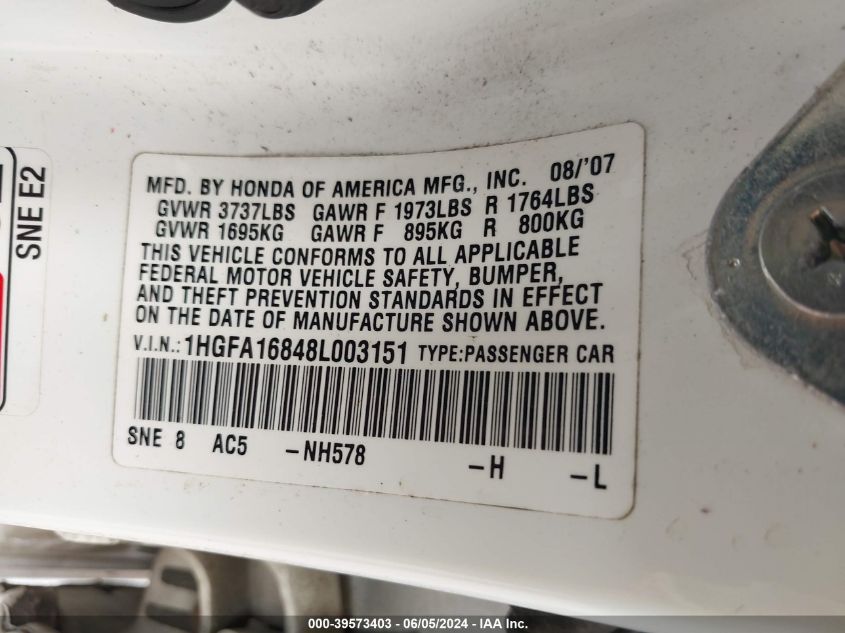 SNE E2
MFD. BY HONDA OF AMERICA MFG., INC. 08/'07
GVWR 3737LBS GAWR F 1973LBS R 1764LBS
GVWR 1695KG GAWR F 895KG R 800KG
THIS VEHICLE CONFORMS TO ALL APPLICABLE
FEDERAL MOTOR VEHICLE SAFETY, BUMPER,
AND THEFT PREVENTION STANDARDS IN EFFECT
ON THE DATE OF MANUFACTURE SHOWN ABOVE.
V.I.N.:1HGFA16848L003151 TYPE:PASSENGER CAR
SNE 8 AC5 -NH578 -H -L
000-39573403 - 06/05/2024 - IAA Inc.